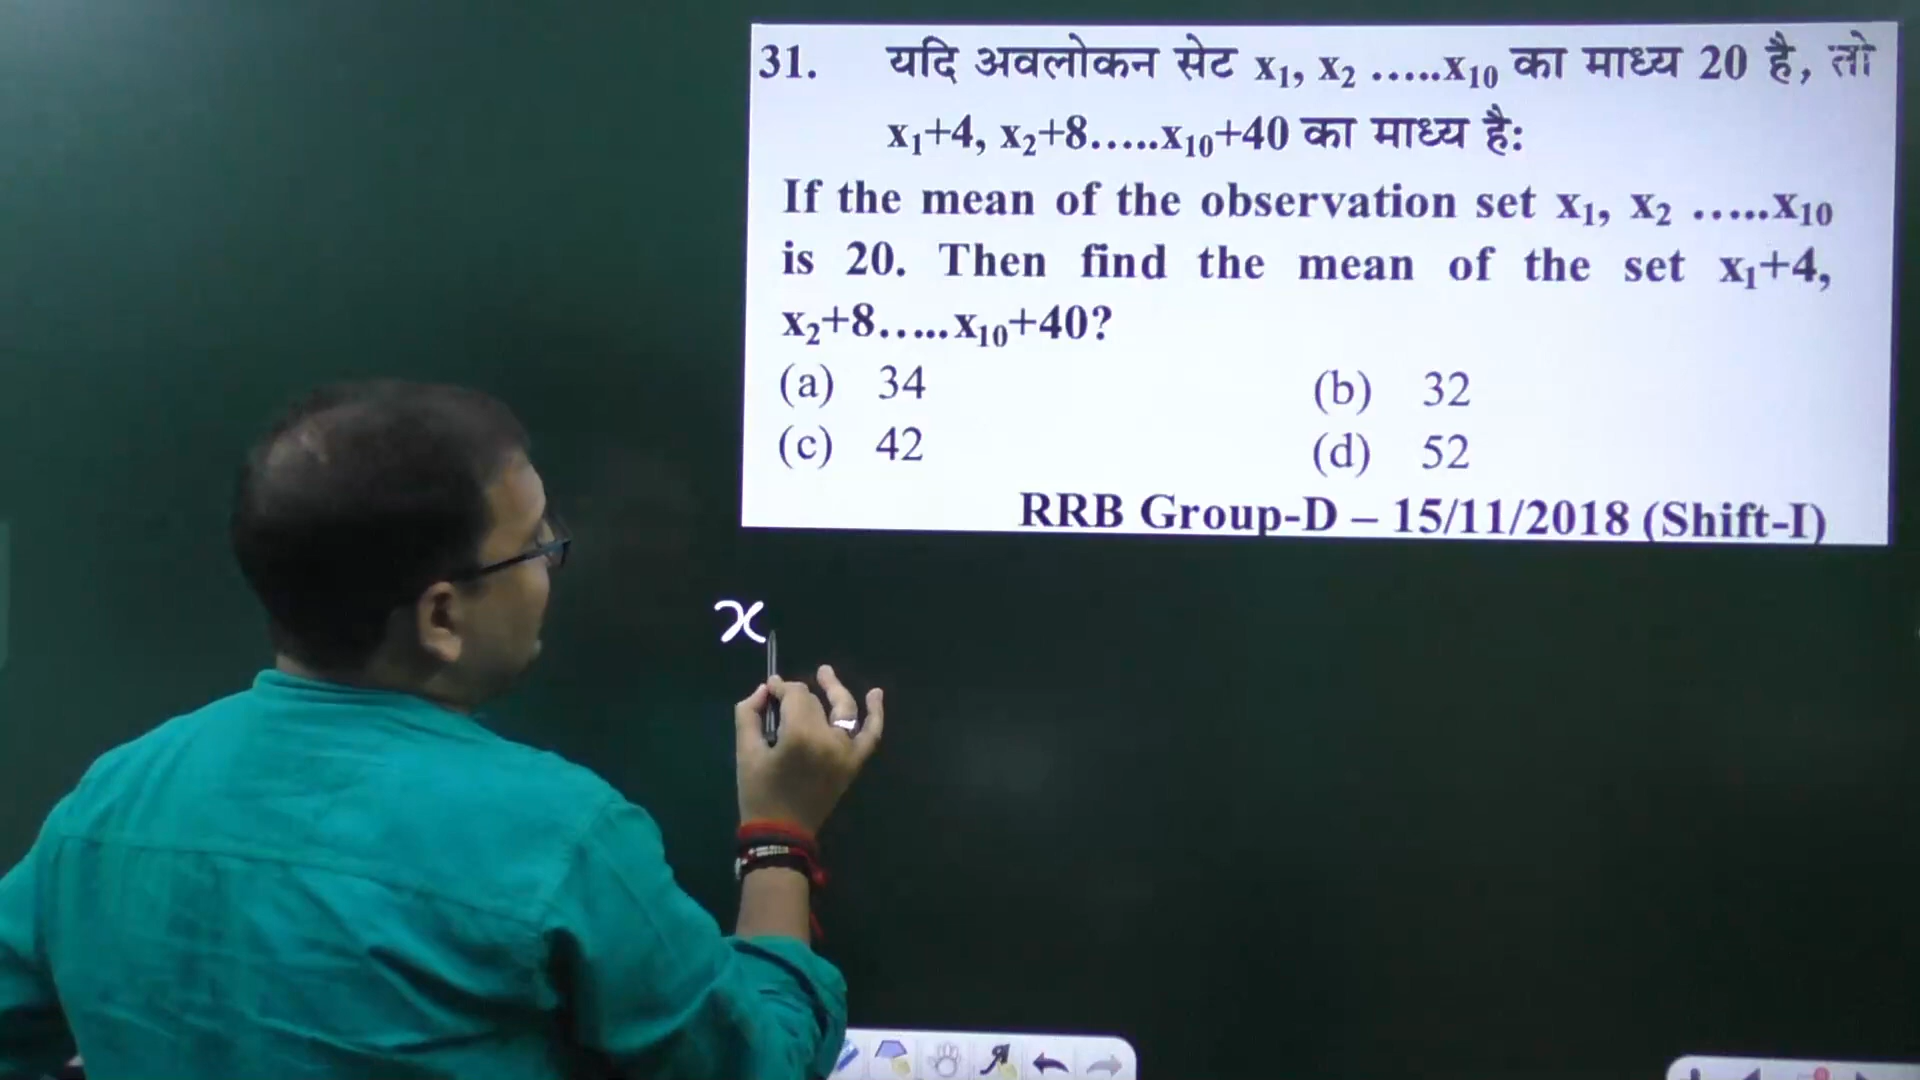 31. यदि अवलोकन सेट x₁, x₂ .....x₁₀ का माध्य 20 है, तो
x₁+4, x₂+8.....x₁₀+40 का माध्य है:
If the mean of the observation set x₁, x₂ .....x₁₀
is 20. Then find the mean of the set x₁+4,
x₂+8.....x₁₀+40?
(a) 34 (b) 32
(c) 42 (d) 52
RRB Group-D – 15/11/2018 (Shift-I)
x